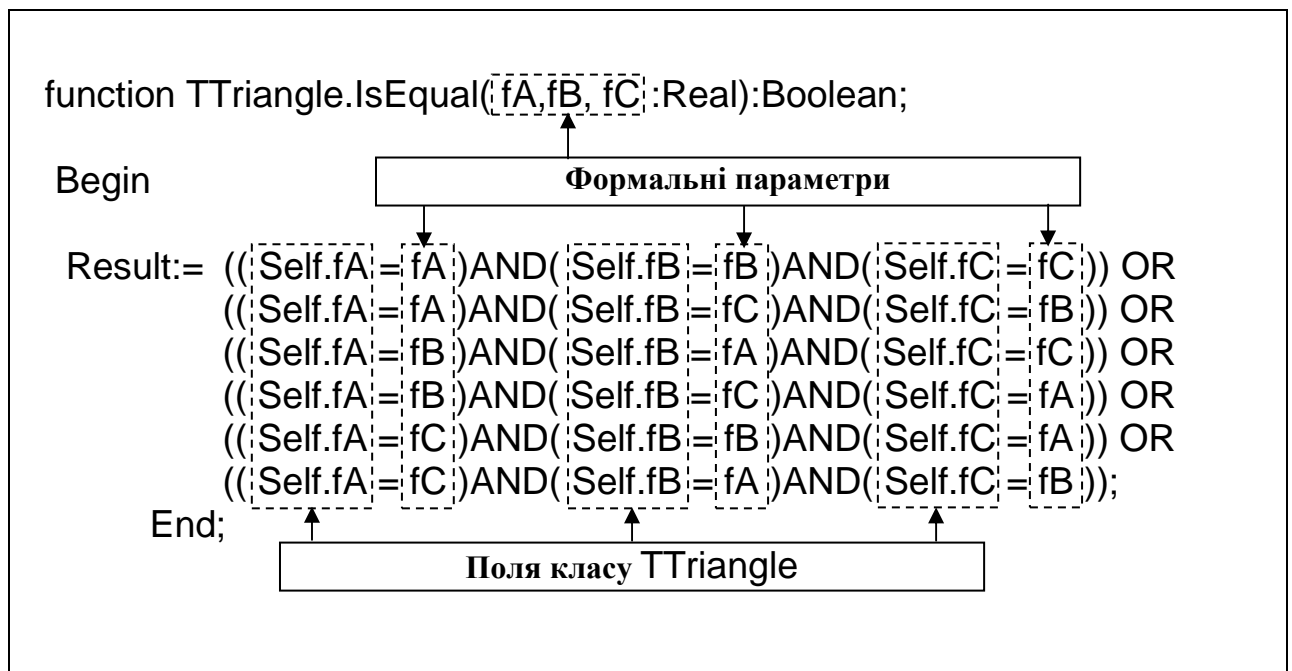 function TTriangle.IsEqual( fA,fB, fC :Real):Boolean;
Begin
Формальні параметри
Result:= (( Self.fA = fA )AND( Self.fB = fB )AND( Self.fC = fC )) OR
(( Self.fA = fA )AND( Self.fB = fC )AND( Self.fC = fB )) OR
(( Self.fA = fB )AND( Self.fB = fA )AND( Self.fC = fC )) OR
(( Self.fA = fB )AND( Self.fB = fC )AND( Self.fC = fA )) OR
(( Self.fA = fC )AND( Self.fB = fB )AND( Self.fC = fA )) OR
(( Self.fA = fC )AND( Self.fB = fA )AND( Self.fC = fB ));
End;
Поля класу TTriangle